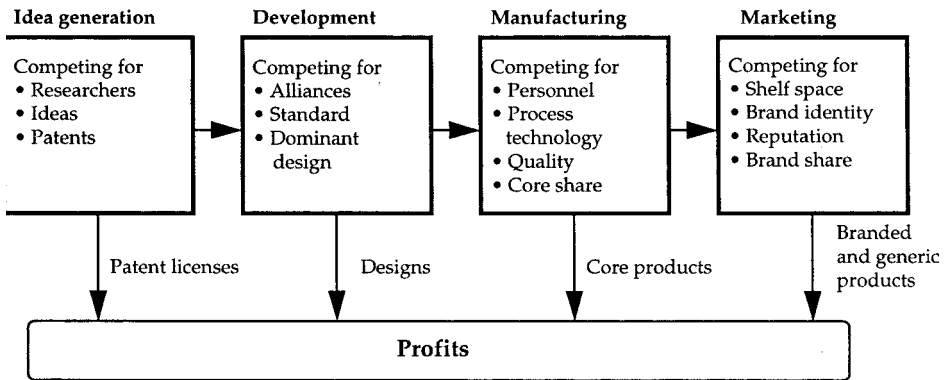 Idea generation
Competing for
• Researchers
• Ideas
• Patents
Development
Competing for
• Alliances
• Standard
• Dominant
design
Manufacturing
Competing for
• Personnel
• Process
technology
• Quality
• Core share
Marketing
Competing for
• Shelf space
• Brand identity
• Reputation
• Brand share
Patent licenses
Designs
Core products
Branded
and generic
products
Profits